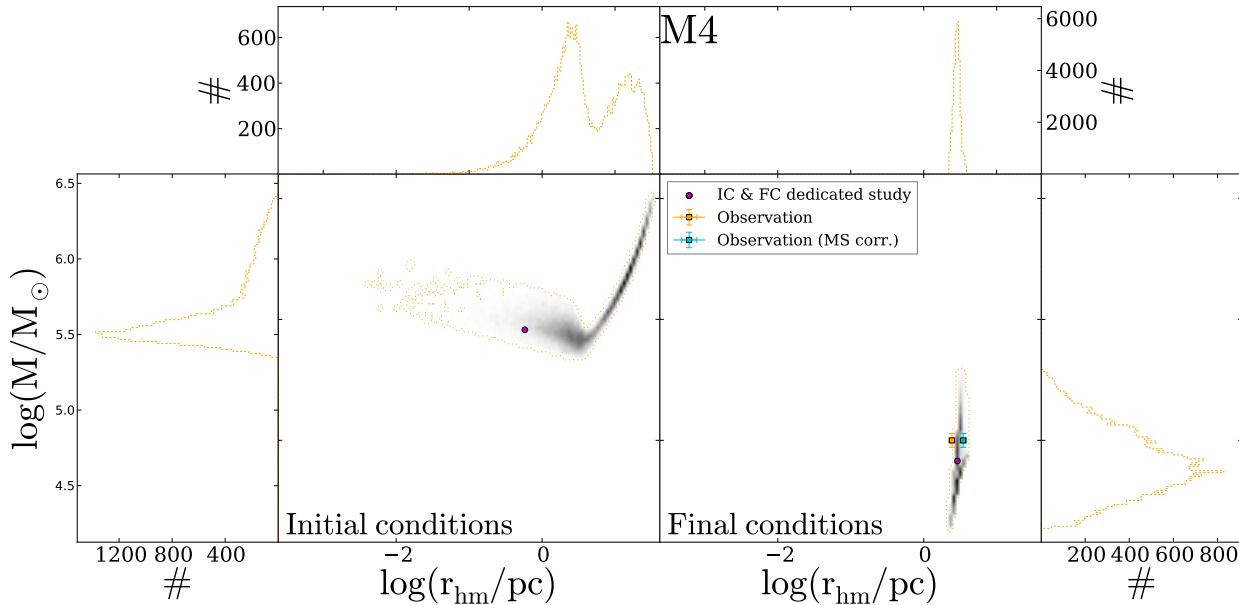 M4
600
400
200
#
6000
4000
2000
#
IC & FC dedicated study
Observation
Observation (MS corr.)
log(M/M⊙)
6.5
6.0
5.5
5.0
4.5
Initial conditions
Final conditions
1200 800 400
#
−2 0
log(r_hm/pc)
−2 0
log(r_hm/pc)
200 400 600 800
#